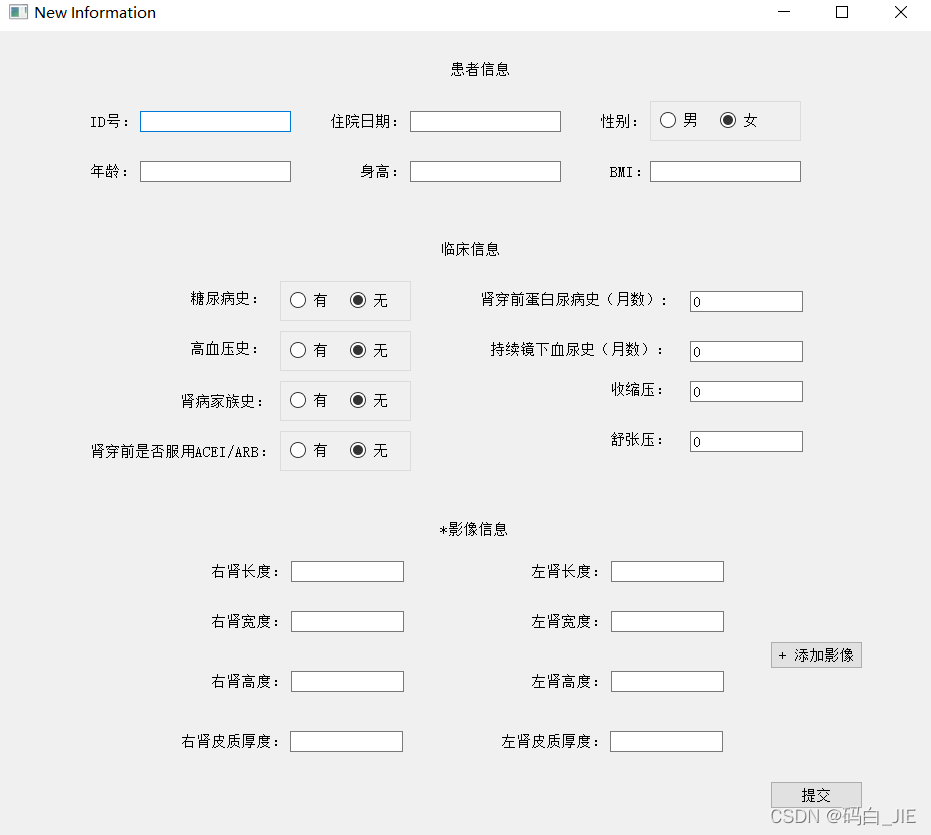 New Information
患者信息
ID号： 住院日期： 性别： 男 女
年龄： 身高： BMI：
临床信息
糖尿病史： 有 无 肾穿前蛋白尿病史（月数）： 0
高血压史： 有 无 持续镜下血尿史（月数）： 0
肾病家族史： 有 无 收缩压： 0
肾穿前是否服用ACEI/ARB： 有 无 舒张压： 0
*影像信息
右肾长度： 左肾长度：
右肾宽度： 左肾宽度：
+ 添加影像
右肾高度： 左肾高度：
右肾皮质厚度： 左肾皮质厚度：
提交
CSDN @码白_JIE